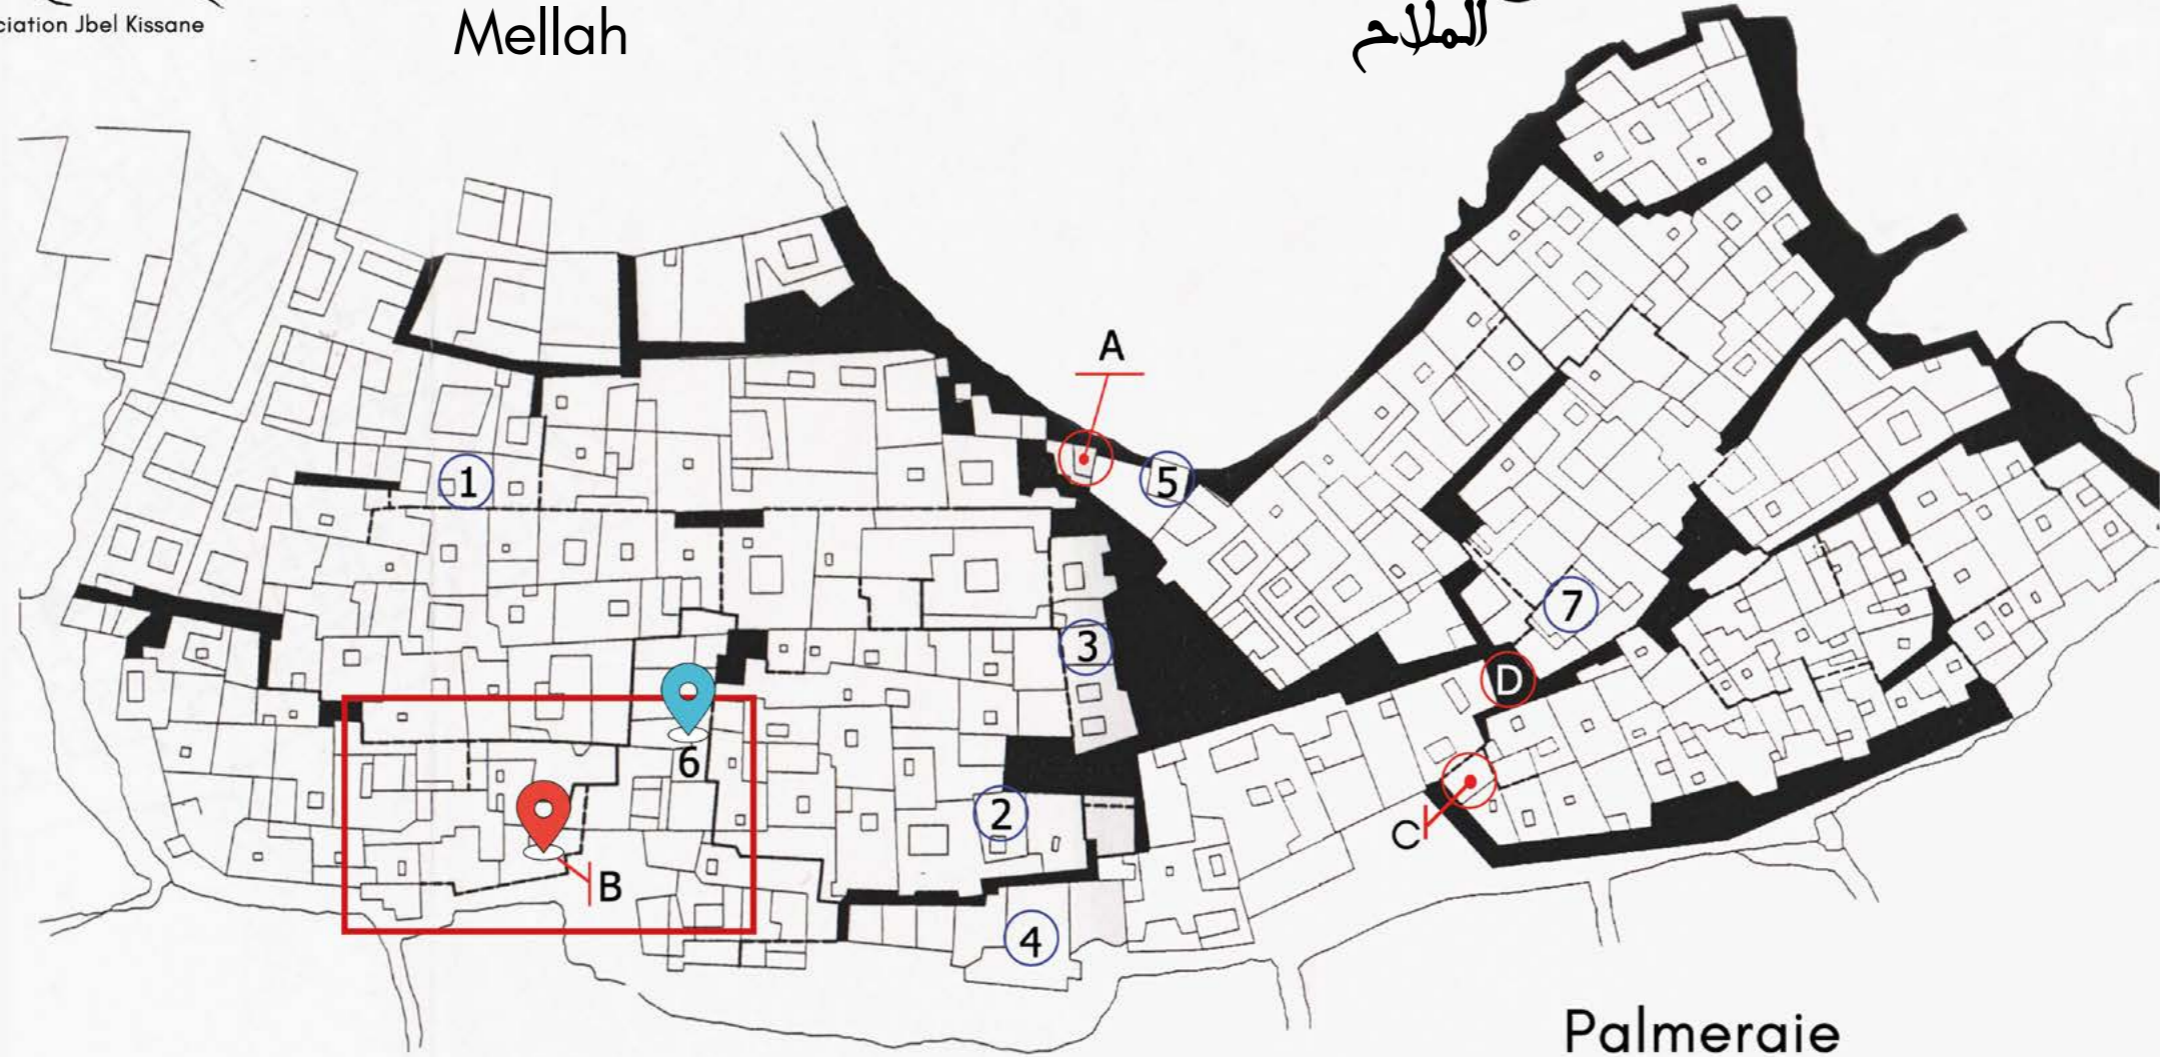 ciation Jbel Kissane
Mellah
الملاح
A
1
5
7
3
D
6
2
C
B
4
Palmeraie